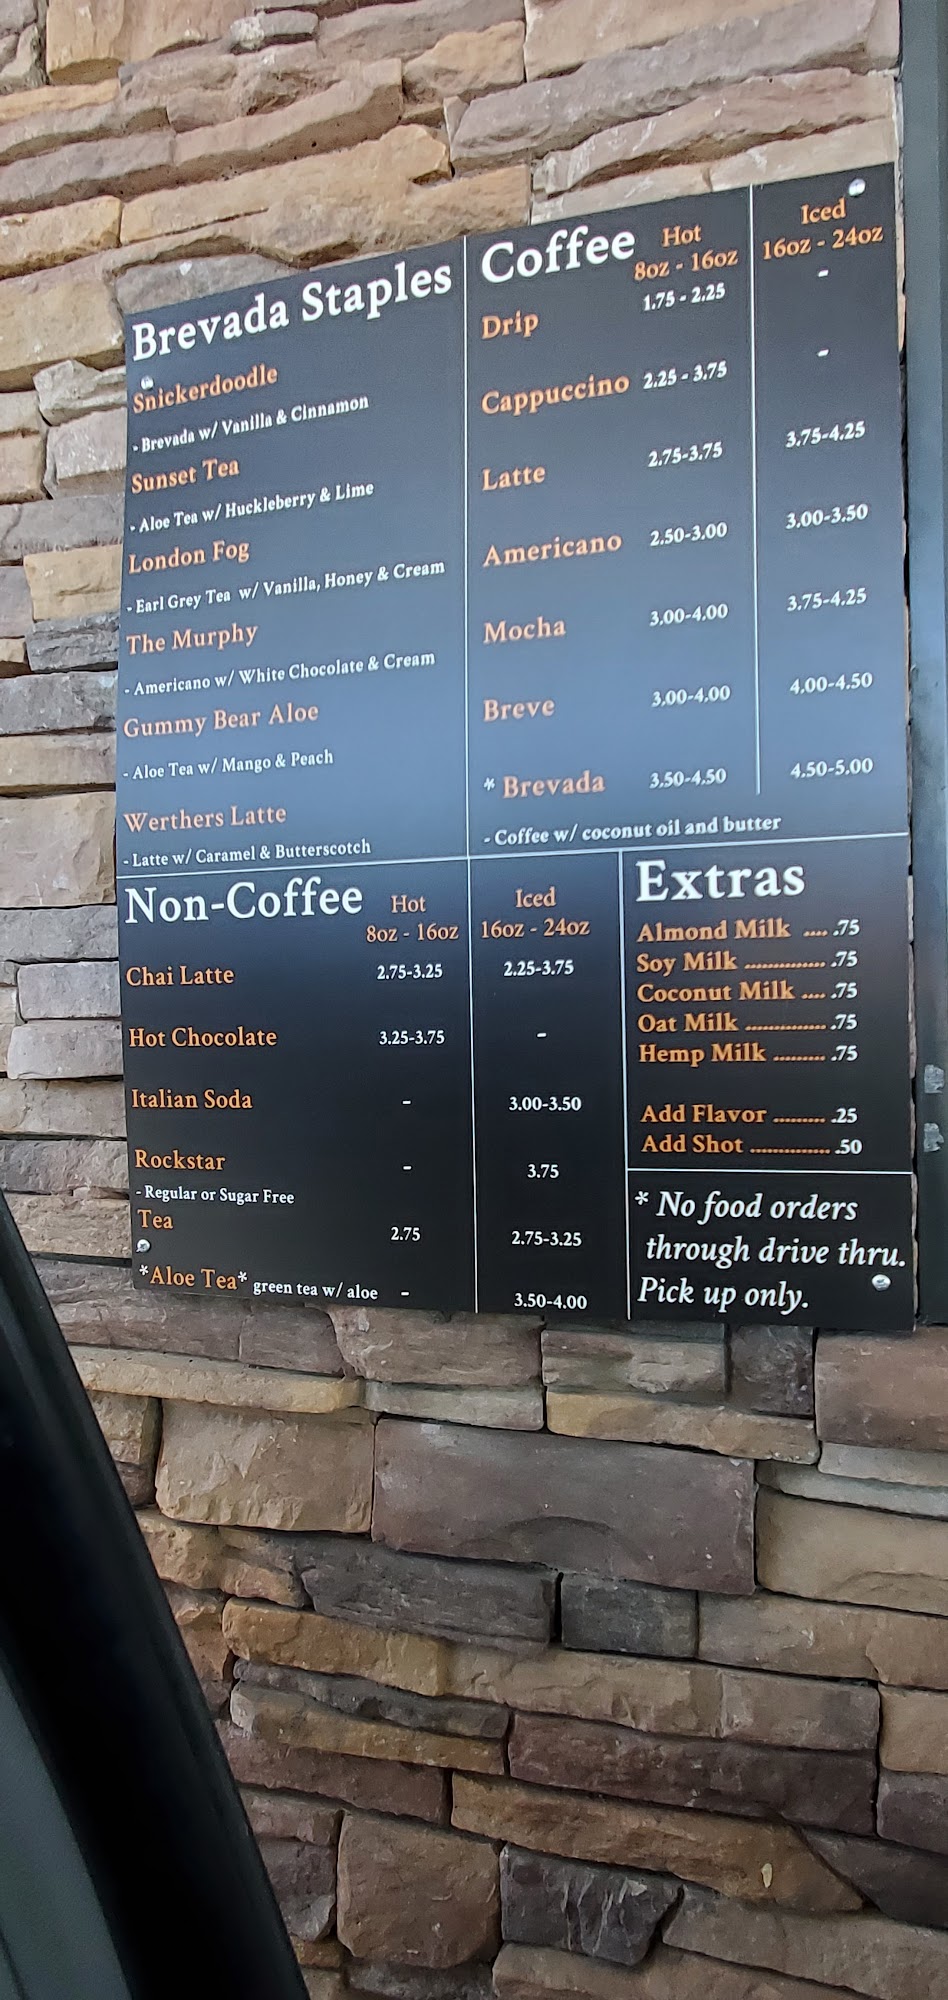 Brevada Staples
Snickerdoodle
- Brevada w/ Vanilla & Cinnamon
Sunset Tea
- Aloe Tea w/ Huckleberry & Lime
London Fog
- Earl Grey Tea w/ Vanilla, Honey & Cream
The Murphy
- Americano w/ White Chocolate & Cream
Gummy Bear Aloe
- Aloe Tea w/ Mango & Peach
Werthers Latte
- Latte w/ Caramel & Butterscotch
Coffee Hot Iced
8oz - 16oz 16oz - 24oz
Drip 1.75 - 2.25 -
Cappuccino 2.25 - 3.75 -
Latte 2.75-3.75 3.75-4.25
Americano 2.50-3.00 3.00-3.50
Mocha 3.00-4.00 3.75-4.25
Breve 3.00-4.00 4.00-4.50
* Brevada 3.50-4.50 4.50-5.00
- Coffee w/ coconut oil and butter
Non-Coffee Hot Iced
8oz - 16oz 16oz - 24oz
Chai Latte 2.75-3.25 2.25-3.75
Hot Chocolate 3.25-3.75 -
Italian Soda - 3.00-3.50
Rockstar - 3.75
- Regular or Sugar Free
Tea 2.75 2.75-3.25
*Aloe Tea* green tea w/ aloe - 3.50-4.00
Extras
Almond Milk .... .75
Soy Milk ............... .75
Coconut Milk .... .75
Oat Milk ............... .75
Hemp Milk ......... .75
Add Flavor ......... .25
Add Shot ............... .50
* No food orders
through drive thru.
Pick up only.